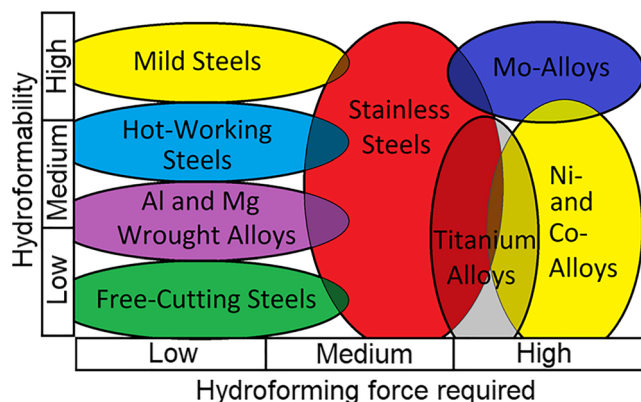 Hydroformability
High
Medium
Low
Mild Steels
Hot-Working
Steels
Al and Mg
Wrought Alloys
Free-Cutting Steels
Stainless
Steels
Mo-Alloys
Titanium
Alloys
Ni-
and
Co-
Alloys
Low
Medium
High
Hydroforming force required